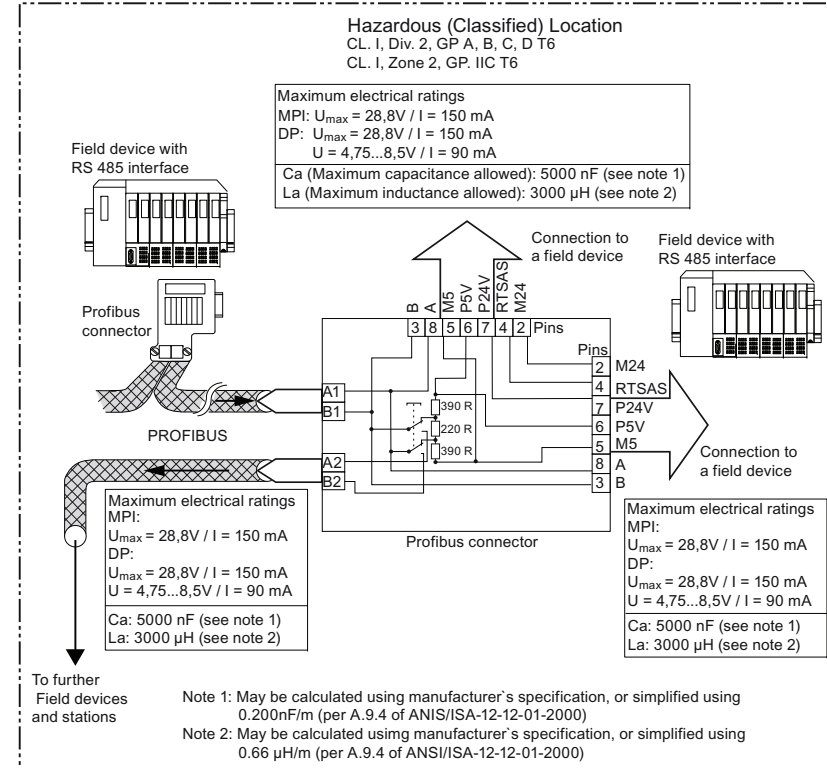 Hazardous (Classified) Location
CL. I, Div. 2, GP A, B, C, D T6
CL. I, Zone 2, GP. IIC T6
Maximum electrical ratings
MPI: Umax = 28,8V / I = 150 mA
DP: Umax = 28,8V / I = 150 mA
U = 4,75...8,5V / I = 90 mA
Ca (Maximum capacitance allowed): 5000 nF (see note 1)
La (Maximum inductance allowed): 3000 µH (see note 2)
Field device with
RS 485 interface
Profibus
connector
Connection to
a field device
Field device with
RS 485 interface
B
A
M5
P5V
P24V
RTSAS
M24
3 8 5 6 7 4 2 Pins
Pins
2 M24
4 RTSAS
7 P24V
6 P5V
5 M5
8 A
3 B
A1
B1
A2
B2
390 R
220 R
390 R
PROFIBUS
Connection to
a field device
Profibus connector
Maximum electrical ratings
MPI:
Umax = 28,8V / I = 150 mA
DP:
Umax = 28,8V / I = 150 mA
U = 4,75...8,5V / I = 90 mA
Ca: 5000 nF (see note 1)
La: 3000 µH (see note 2)
Maximum electrical ratings
MPI:
Umax = 28,8V / I = 150 mA
DP:
Umax = 28,8V / I = 150 mA
U = 4,75...8,5V / I = 90 mA
Ca: 5000 nF (see note 1)
La: 3000 µH (see note 2)
To further
Field devices
and stations
Note 1: May be calculated using manufacturer`s specification, or simplified using
0.200nF/m (per A.9.4 of ANIS/ISA-12-12-01-2000)
Note 2: May be calculated usimg manufacturer`s specification, or simplified using
0.66 µH/m (per A.9.4 of ANSI/ISA-12-12-01-2000)